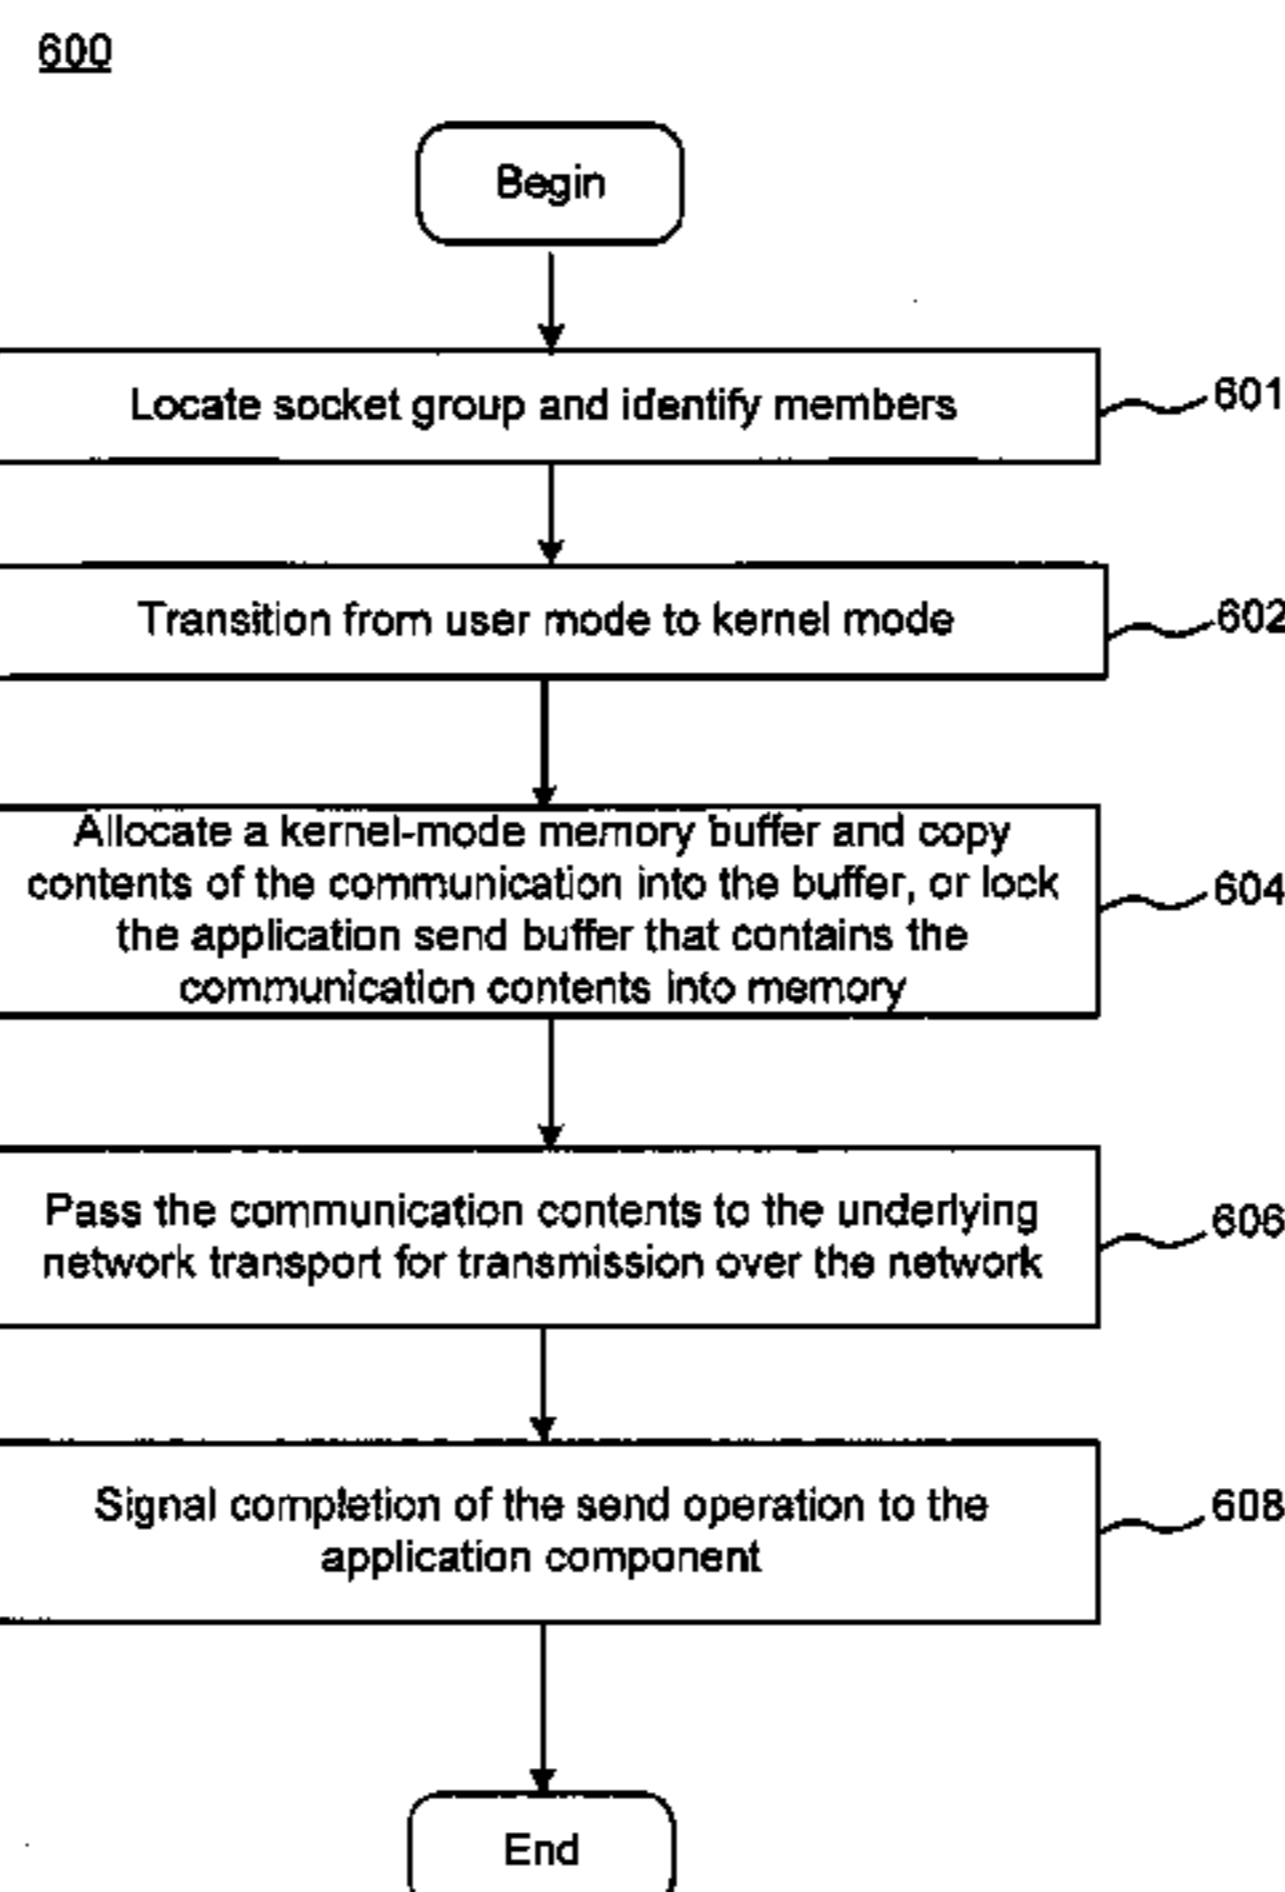 600
Begin
Locate socket group and identify members
601
Transition from user mode to kernel mode
602
Allocate a kernel-mode memory buffer and copy
contents of the communication into the buffer, or lock
the application send buffer that contains the
communication contents into memory
604
Pass the communication contents to the underlying
network transport for transmission over the network
606
Signal completion of the send operation to the
application component
608
End